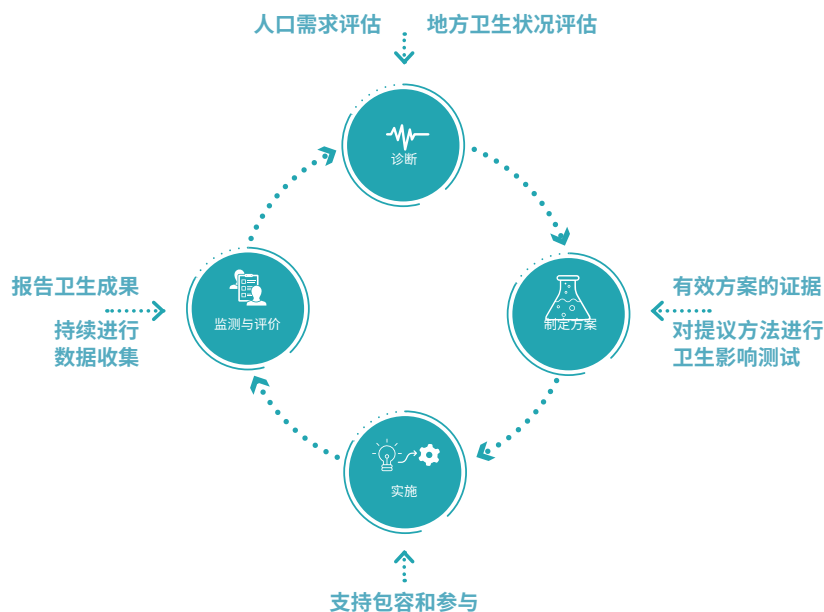 人口需求评估
地方卫生状况评估
诊断
报告卫生成果
持续进行
数据收集
监测与评价
制定方案
有效方案的证据
对提议方法进行
卫生影响测试
实施
支持包容和参与